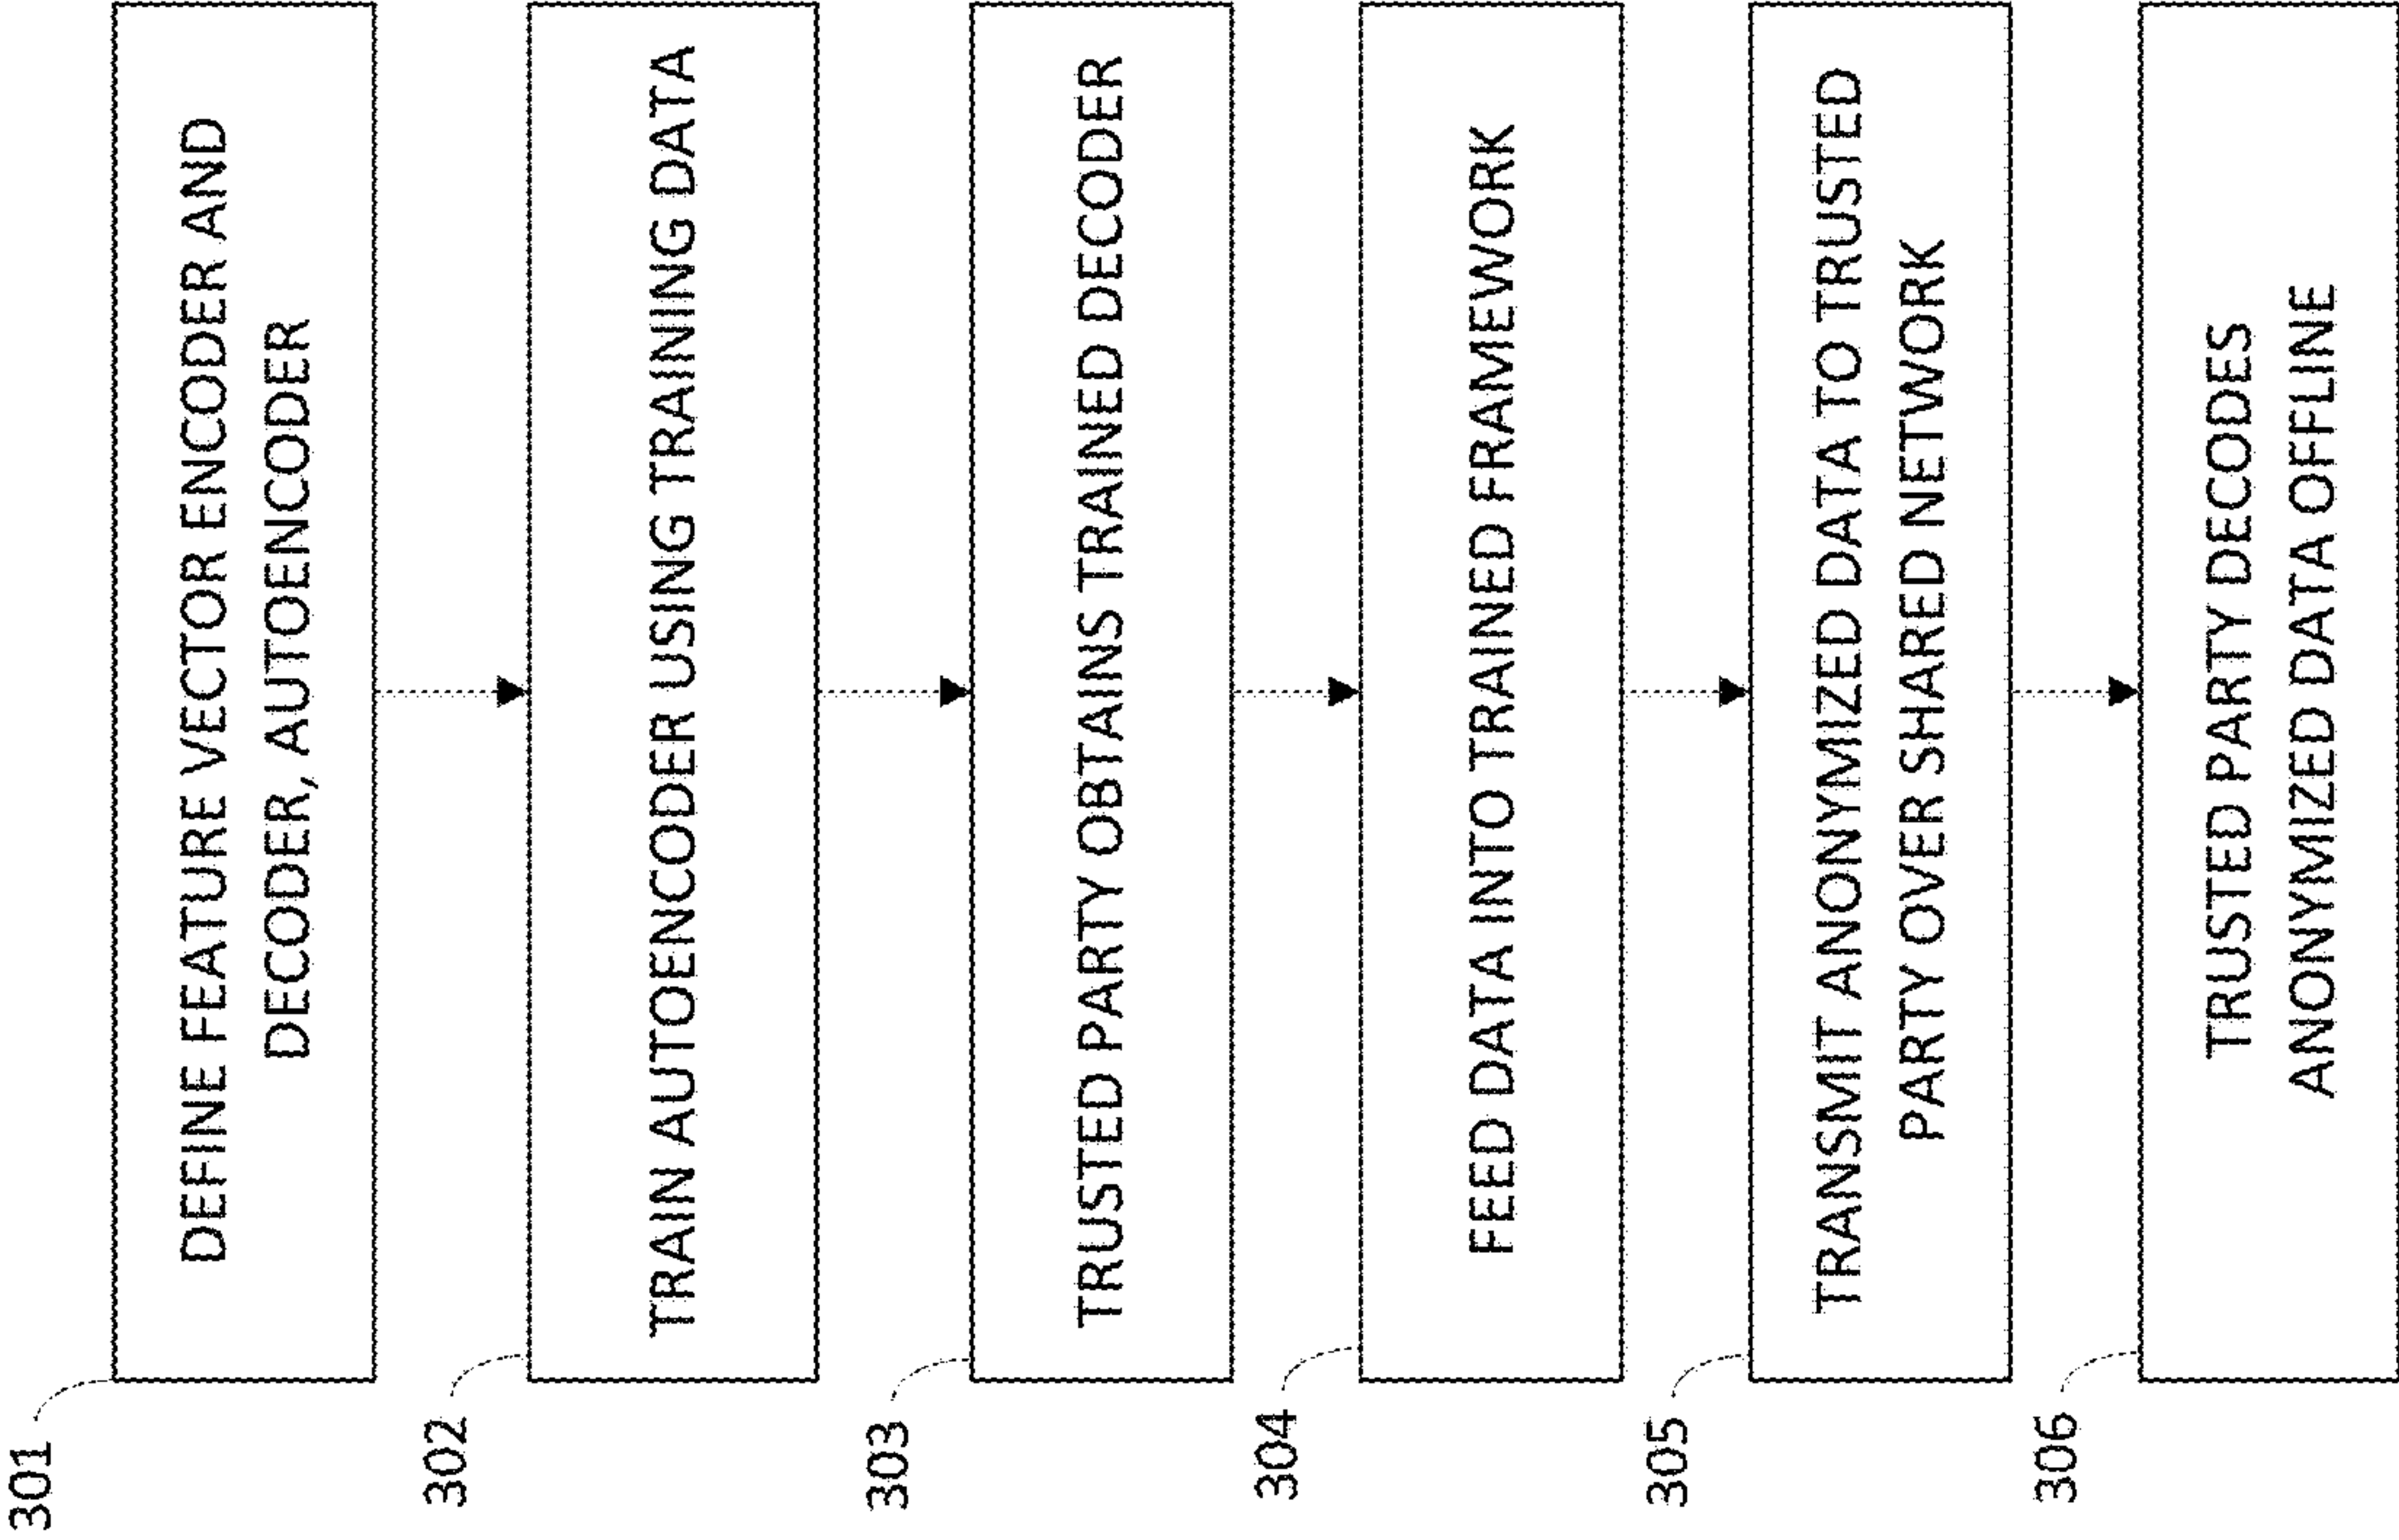 301
DEFINE FEATURE VECTOR ENCODER AND
DECODER, AUTOENCODER
302
TRAIN AUTOENCODER USING TRAINING DATA
303
TRUSTED PARTY OBTAINS TRAINED DECODER
304
FEED DATA INTO TRAINED FRAMEWORK
305
TRANSMIT ANONYMIZED DATA TO TRUSTED
PARTY OVER SHARED NETWORK
306
TRUSTED PARTY DECODES
ANONYMIZED DATA OFFLINE